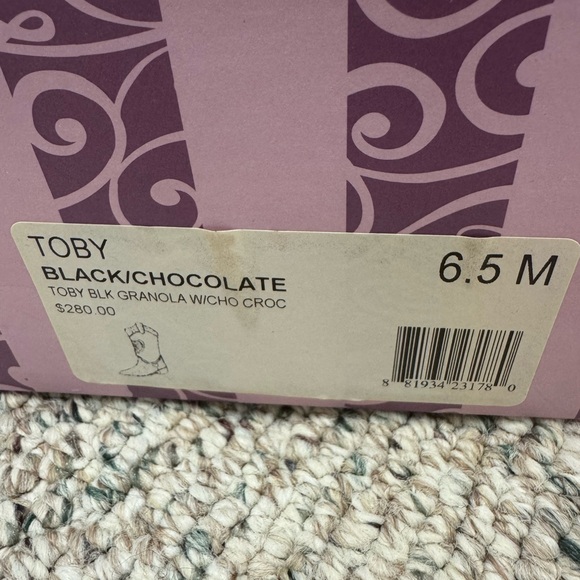 TOBY
6.5 M
BLACK/CHOCOLATE
TOBY BLK GRANOLA W/CHO CROC
$280.00
8 81934 23178 0